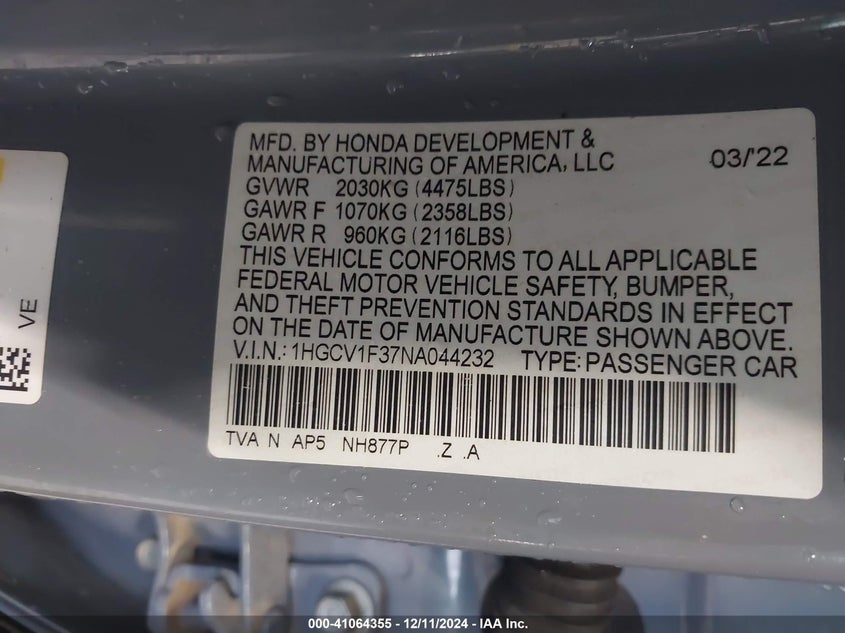 MFD. BY HONDA DEVELOPMENT &
MANUFACTURING OF AMERICA, LLC 03/'22
GVWR 2030KG (4475LBS)
GAWR F 1070KG (2358LBS)
GAWR R 960KG (2116LBS)
THIS VEHICLE CONFORMS TO ALL APPLICABLE
FEDERAL MOTOR VEHICLE SAFETY, BUMPER,
AND THEFT PREVENTION STANDARDS IN EFFECT
ON THE DATE OF MANUFACTURE SHOWN ABOVE.
V.I.N.: 1HGCV1F37NA044232 TYPE: PASSENGER CAR
TVA N AP5 NH877P .Z .A
VE
000-41064355 - 12/11/2024 - IAA Inc.